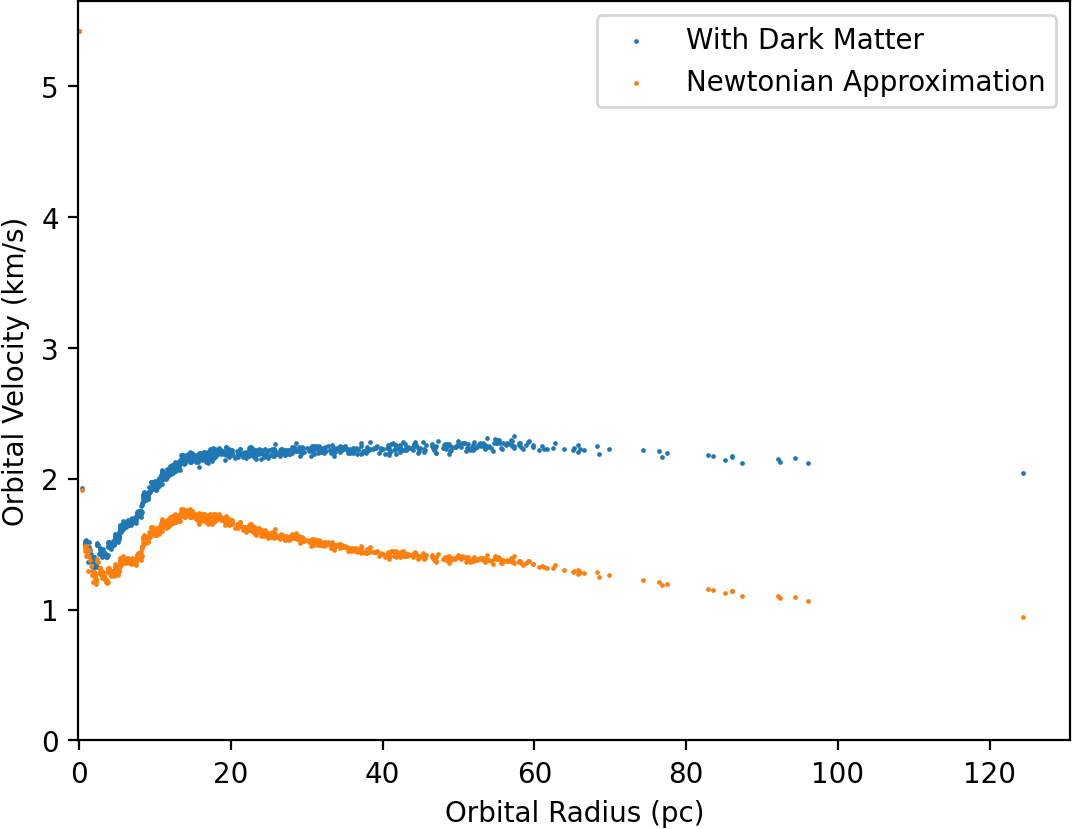 With Dark Matter
Newtonian Approximation
Orbital Velocity (km/s)
5
4
3
2
1
0
0 20 40 60 80 100 120
Orbital Radius (pc)